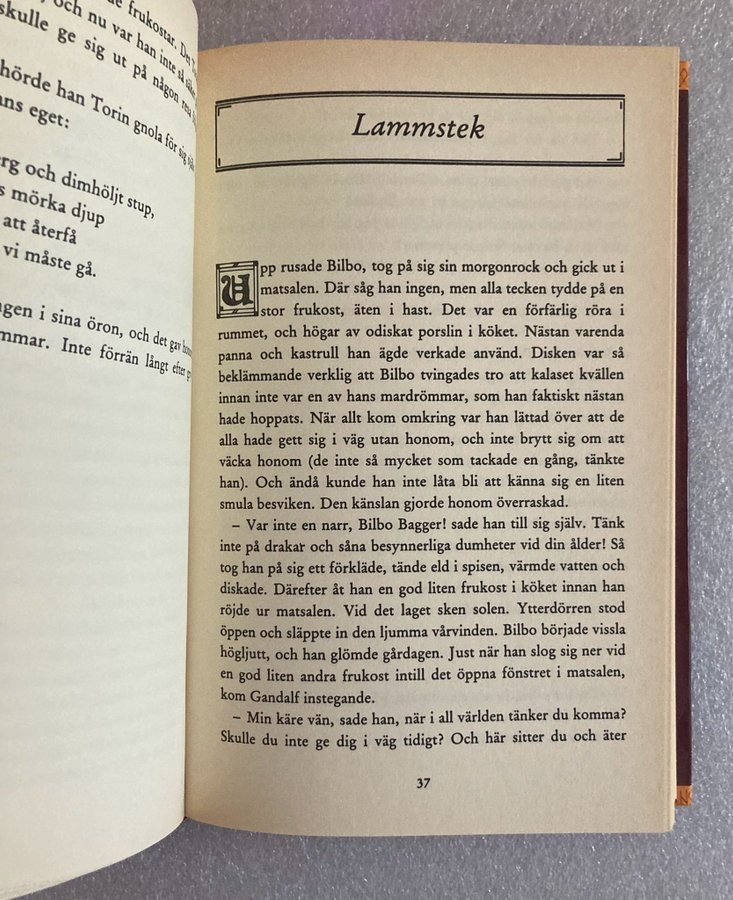 frukostar. Det
och nu var han inte så
skulle ge sig ut på någon resa
hörde han Torin gnola för sig
eget:
berg och dimhöljt stup,
mörka djup
att återfå
vi måste gå.
i sina öron, och det gav
Inte förrän långt efter
Lammstek
Upp rusade Bilbo, tog på sig sin morgonrock och gick ut i
matsalen. Där såg han ingen, men alla tecken tydde på en
stor frukost, äten i hast. Det var en förfärlig röra i
rummet, och högar av odiskat porslin i köket. Nästan varenda
panna och kastrull han ägde verkade använd. Disken var så
beklämmande verklig att Bilbo tvingades tro att kalaset kvällen
innan inte var en av hans mardrömmar, som han faktiskt nästan
hade hoppats. När allt kom omkring var han lättad över att de
alla hade gett sig i väg utan honom, och inte brytt sig om att
väcka honom (de inte så mycket som tackade en gång, tänkte
han). Och ändå kunde han inte låta bli att känna sig en liten
smula besviken. Den känslan gjorde honom överraskad.
– Var inte en narr, Bilbo Bagger! sade han till sig själv. Tänk
inte på drakar och såna besynnerliga dumheter vid din ålder! Så
tog han på sig ett förkläde, tände eld i spisen, värmde vatten och
diskade. Därefter åt han en god liten frukost i köket innan han
röjde ur matsalen. Vid det laget sken solen. Ytterdörren stod
öppen och släppte in den ljumma vårvinden. Bilbo började vissla
högljutt, och han glömde gårdagen. Just när han slog sig ner vid
en god liten andra frukost intill det öppna fönstret i matsalen,
kom Gandalf instegande.
– Min käre vän, sade han, när i all världen tänker du komma?
Skulle du inte ge dig i väg tidigt? Och här sitter du och äter
37